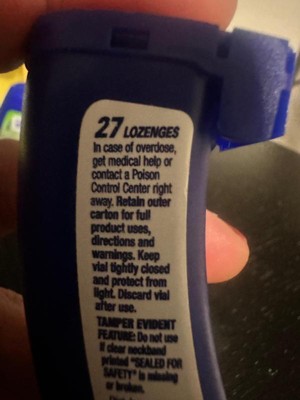 27 LOZENGES
In case of overdose,
get medical help or
contact a Poison
Control Center right
away. Retain outer
carton for full
product uses,
directions and
warnings. Keep
vial tightly closed
and protect from
light. Discard vial
after use.
TAMPER EVIDENT
FEATURE: Do not use
if clear neckband
printed "SEALED FOR
SAFETY" is missing
or broken.